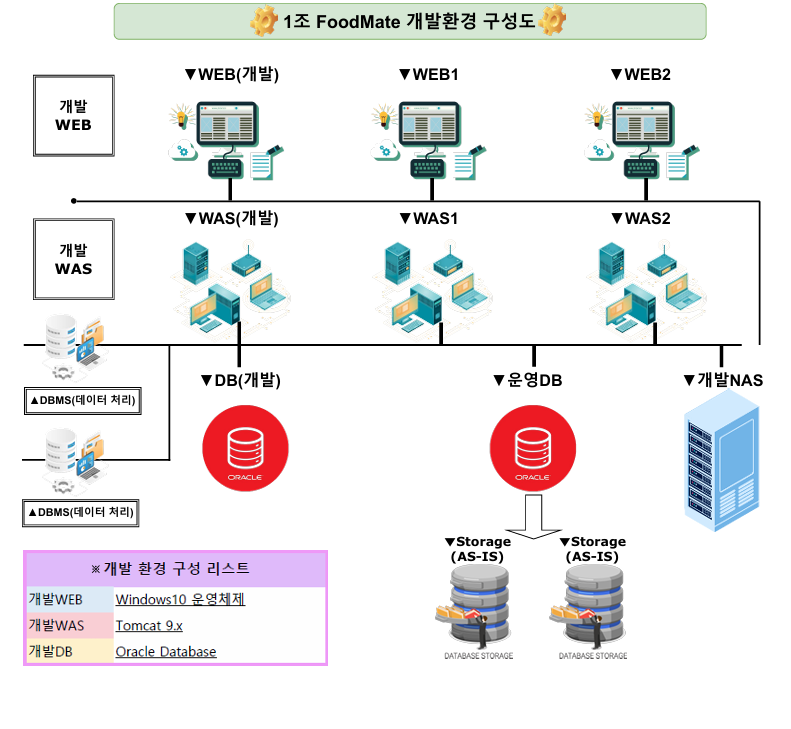 1조 FoodMate 개발환경 구성도
개발
WEB
▼WEB(개발)
▼WEB1
▼WEB2
개발
WAS
▼WAS(개발)
▼WAS1
▼WAS2
▲DBMS(데이터 처리)
▲DBMS(데이터 처리)
▼DB(개발)
▼운영DB
▼개발NAS
ORACLE
ORACLE
▼Storage
(AS-IS)
▼Storage
(AS-IS)
DATABASE STORAGE
DATABASE STORAGE
※개발 환경 구성 리스트
개발WEB Windows10 운영체제
개발WAS Tomcat 9.x
개발DB Oracle Database